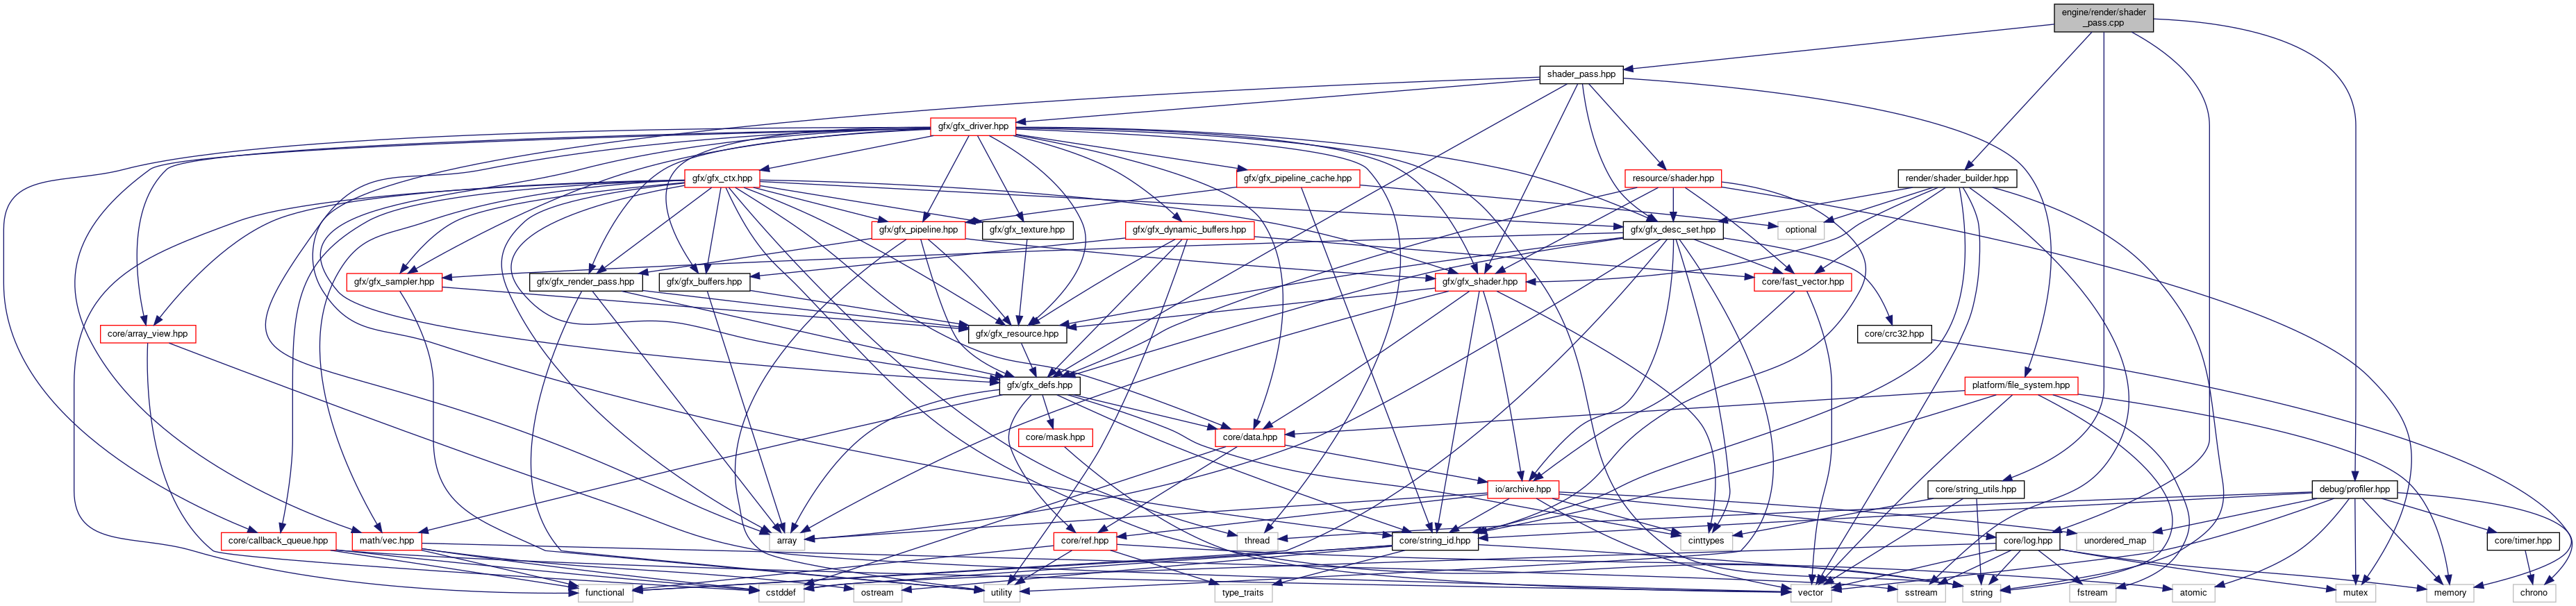 engine/render/shader
_pass.cpp
shader_pass.hpp
gfx/gfx_driver.hpp
gfx/gfx_ctx.hpp
gfx/gfx_pipeline_cache.hpp
resource/shader.hpp
render/shader_builder.hpp
gfx/gfx_pipeline.hpp
gfx/gfx_texture.hpp
gfx/gfx_dynamic_buffers.hpp
gfx/gfx_desc_set.hpp
optional
gfx/gfx_sampler.hpp
gfx/gfx_render_pass.hpp
gfx/gfx_buffers.hpp
gfx/gfx_shader.hpp
core/fast_vector.hpp
core/array_view.hpp
gfx/gfx_resource.hpp
core/crc32.hpp
gfx/gfx_defs.hpp
platform/file_system.hpp
core/mask.hpp
core/data.hpp
io/archive.hpp
core/string_utils.hpp
debug/profiler.hpp
core/callback_queue.hpp
math/vec.hpp
array
core/ref.hpp
thread
core/string_id.hpp
cinttypes
core/log.hpp
unordered_map
core/timer.hpp
functional
cstddef
ostream
utility
type_traits
vector
sstream
string
fstream
atomic
mutex
memory
chrono